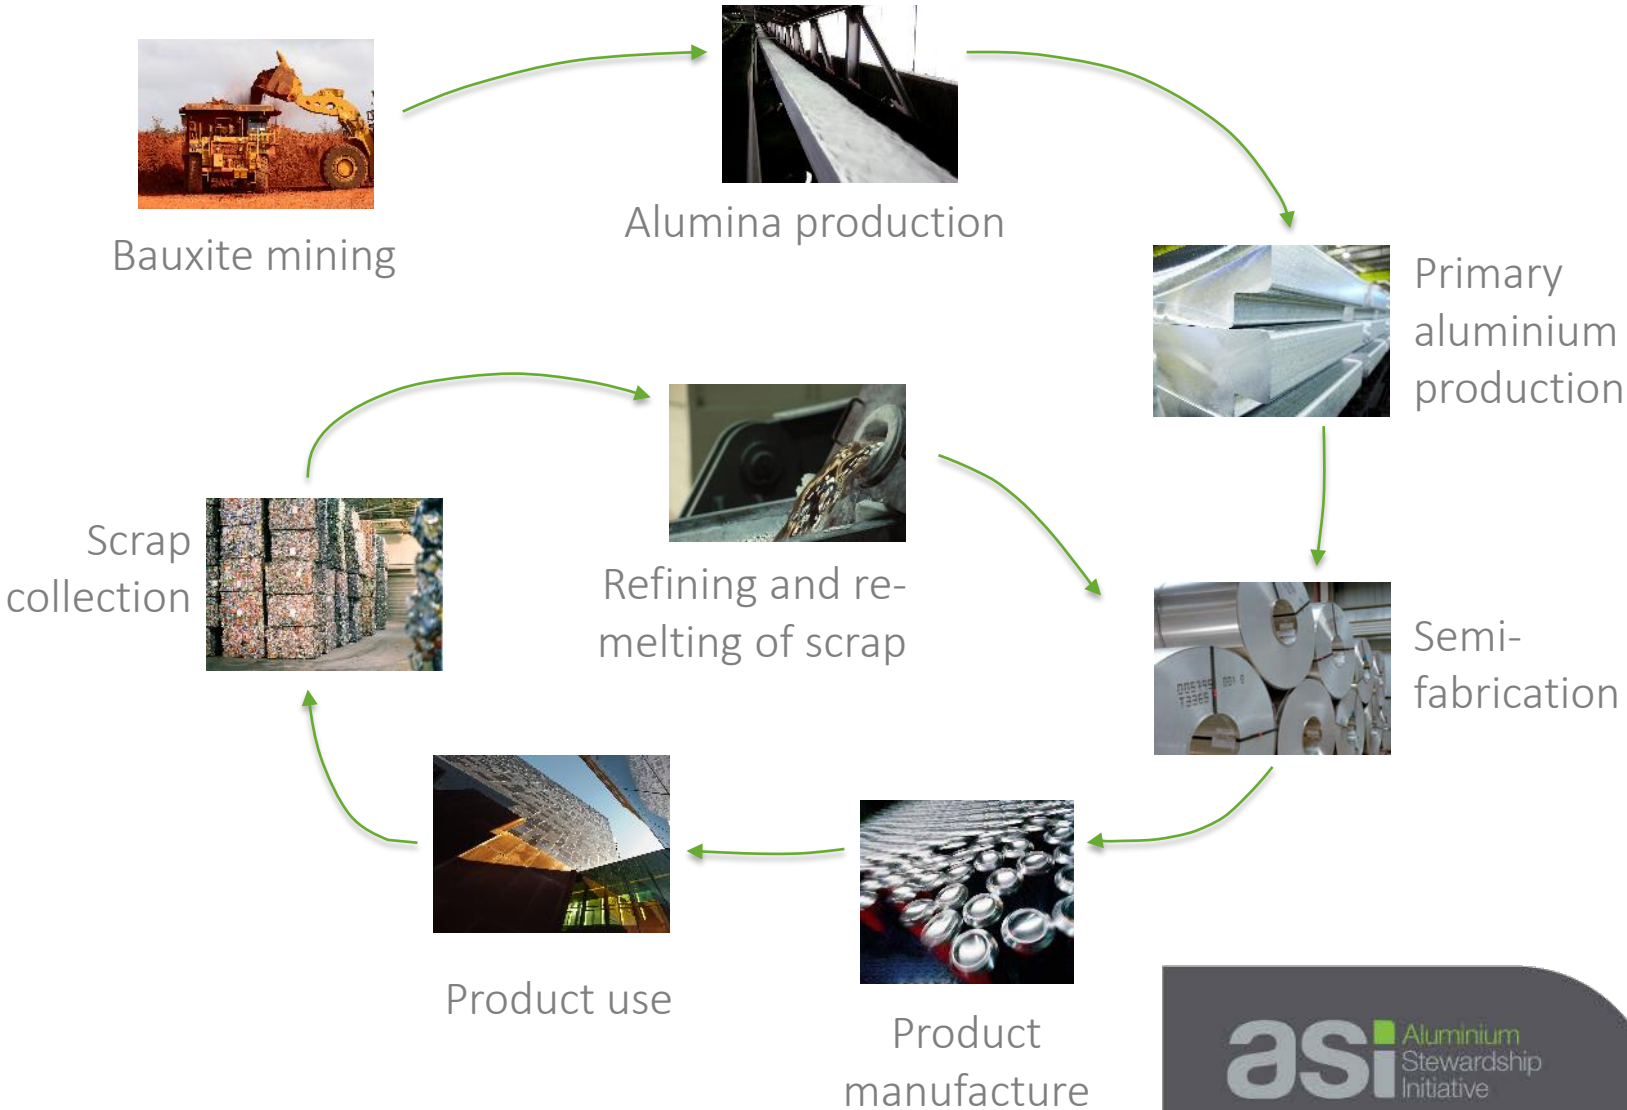 Bauxite mining
Alumina production
Primary
aluminium
production
Scrap
collection
Refining and re-
melting of scrap
Semi-
fabrication
Product use
Product
manufacture
asi
Aluminium
Stewardship
Initiative